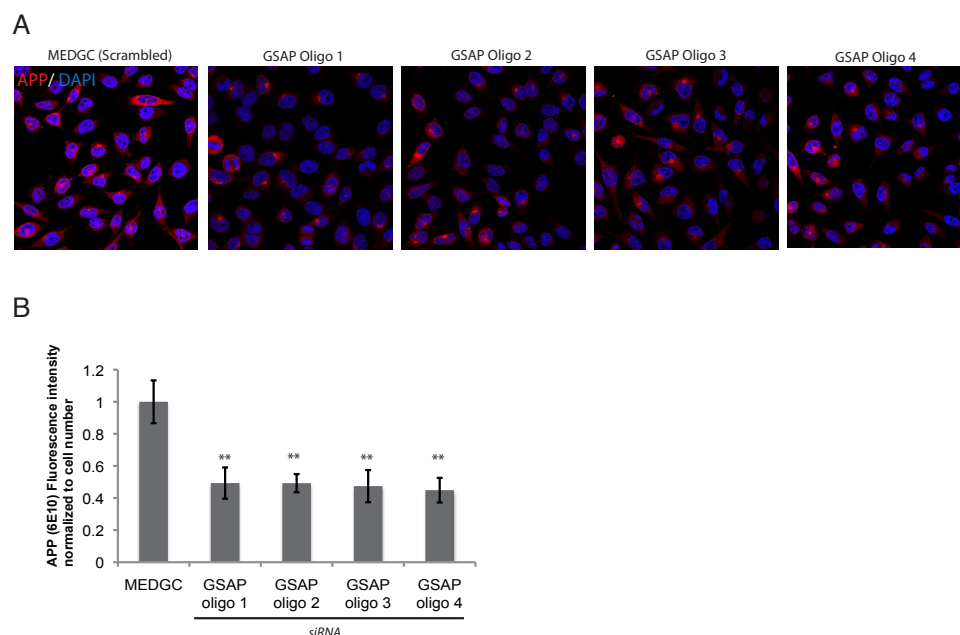 A
MEDGC (Scrambled)
GSAP Oligo 1
GSAP Oligo 2
GSAP Oligo 3
GSAP Oligo 4
APP/ DAPI
B
APP (6E10) Fluorescence intensity
normalized to cell number
1.2
1
0.8
0.6
0.4
0.2
0
**
**
**
**
MEDGC
GSAP
oligo 1
GSAP
oligo 2
GSAP
oligo 3
GSAP
oligo 4
siRNA